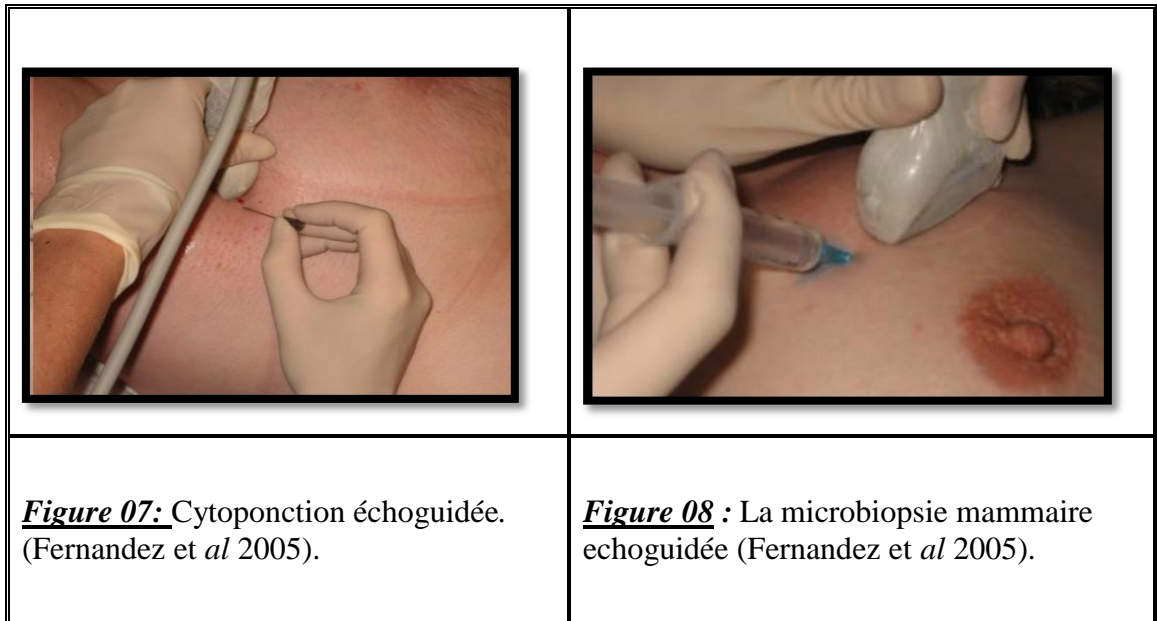 Figure 07: Cytoponction échoguidée.
(Fernandez et al 2005).
Figure 08 : La microbiopsie mammaire
echoguidée (Fernandez et al 2005).